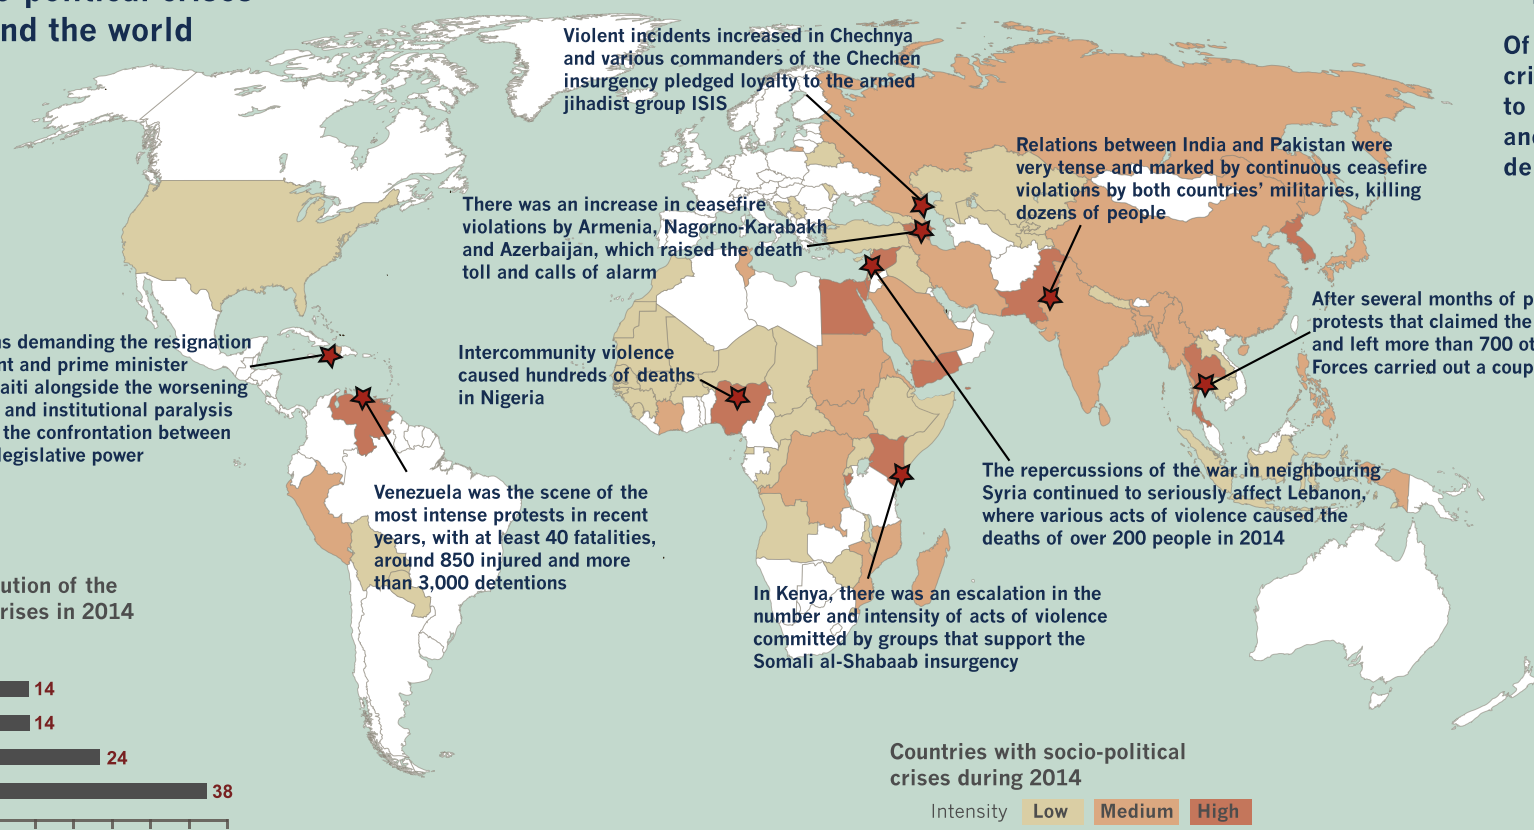 nd the world
Violent incidents increased in Chechnya
and various commanders of the Chechen
insurgency pledged loyalty to the armed
jihadist group ISIS
Of
cri
to
and
de
Relations between India and Pakistan were
very tense and marked by continuous ceasefire
violations by both countries’ militaries, killing
dozens of people
There was an increase in ceasefire
violations by Armenia, Nagorno-Karabakh
and Azerbaijan, which raised the death
toll and calls of alarm
After several months of p
protests that claimed the
and left more than 700 ot
Forces carried out a coup
ns demanding the resignation
nt and prime minister
aiti alongside the worsening
and institutional paralysis
the confrontation between
legislative power
Intercommunity violence
caused hundreds of deaths
in Nigeria
The repercussions of the war in neighbouring
Syria continued to seriously affect Lebanon,
where various acts of violence caused the
deaths of over 200 people in 2014
Venezuela was the scene of the
most intense protests in recent
years, with at least 40 fatalities,
around 850 injured and more
than 3,000 detentions
In Kenya, there was an escalation in the
number and intensity of acts of violence
committed by groups that support the
Somali al-Shabaab insurgency
ution of the
rises in 2014
14
14
24
38
Countries with socio-political
crises during 2014
Intensity Low Medium High